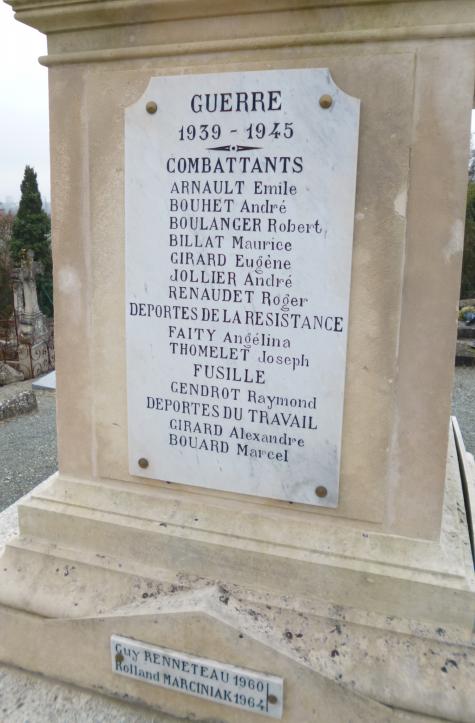 GUERRE
1939 - 1945
COMBATTANTS
ARNAULT Emile
BOUHET André
BOULANGER Robert
BILLAT Maurice
GIRARD Eugène
JOLLIER André
RENAUDET Roger
DEPORTES DE LA RESISTANCE
FAITY Angélina
THOMELET Joseph
FUSILLE
GENDROT Raymond
DEPORTES DU TRAVAIL
GIRARD Alexandre
BOUARD Marcel
Guy RENNETEAU 1960
Rolland MARCINIAK 1964